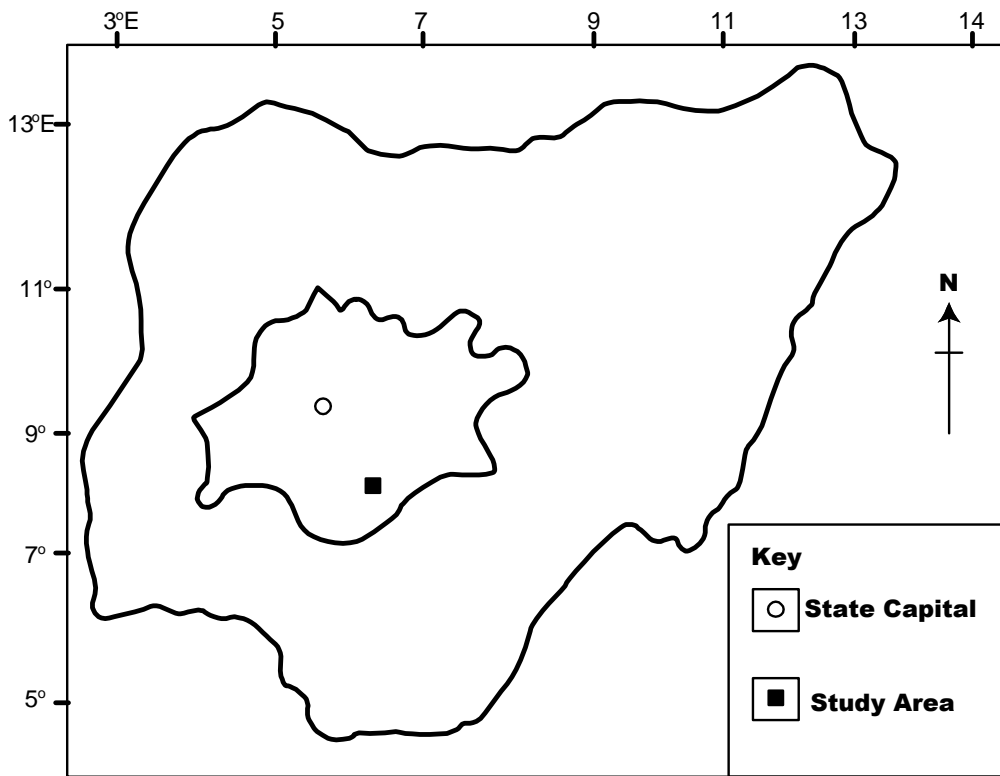 3ºE 5 7 9 11 13 14
13ºE
11º
N
9º
7º
Key
State Capital
5º
Study Area